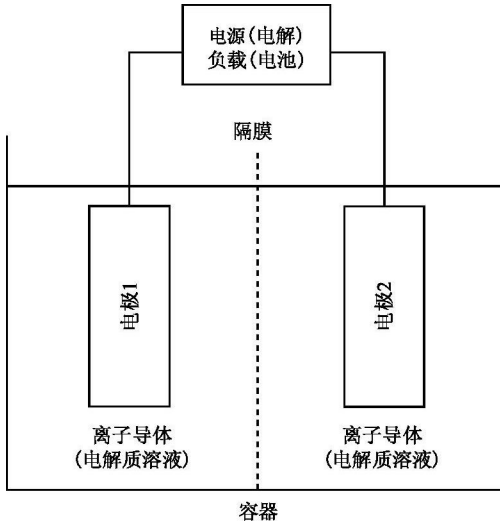 电源(电解)
负载(电池)
隔膜
电极1
电极2
离子导体
(电解质溶液)
离子导体
(电解质溶液)
容器